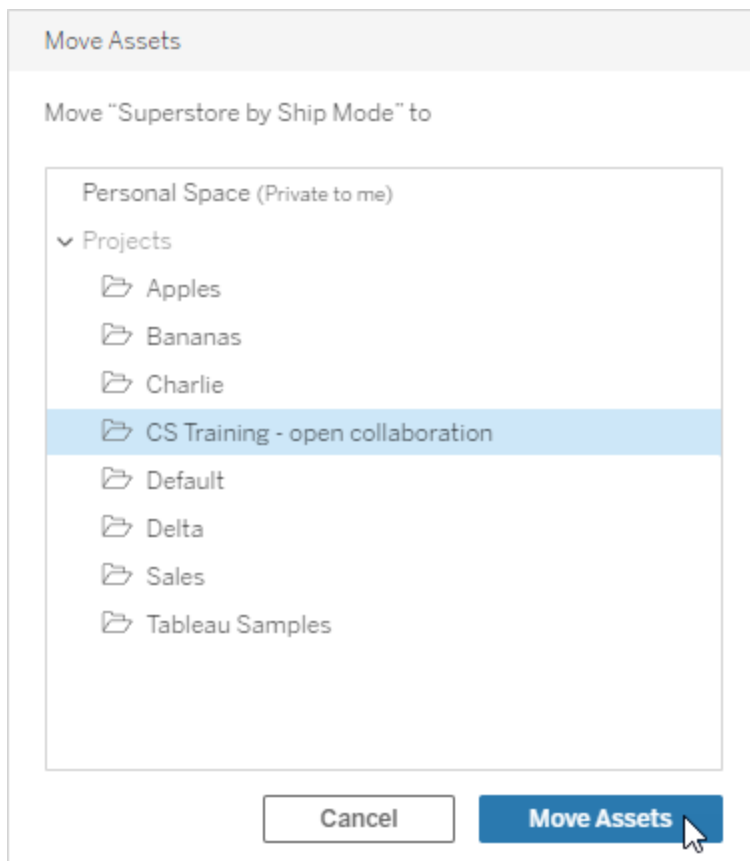 Move Assets
Move “Superstore by Ship Mode” to
Personal Space (Private to me)
Projects
Apples
Bananas
Charlie
CS Training - open collaboration
Default
Delta
Sales
Tableau Samples
Cancel
Move Assets